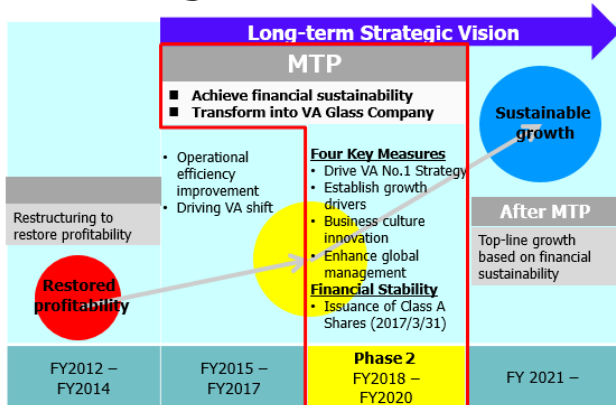 Long-term Strategic Vision
MTP
■ Achieve financial sustainability
■ Transform into VA Glass Company
Restructuring to
restore profitability
Restored
profitability
FY2012 –
FY2014
• Operational
efficiency
improvement
• Driving VA shift
FY2015 –
FY2017
Four Key Measures
• Drive VA No.1 Strategy
• Establish growth
drivers
• Business culture
innovation
• Enhance global
management
Financial Stability
• Issuance of Class A
Shares (2017/3/31)
Phase 2
FY2018 –
FY2020
Sustainable
growth
After MTP
Top-line growth
based on financial
sustainability
FY 2021 –